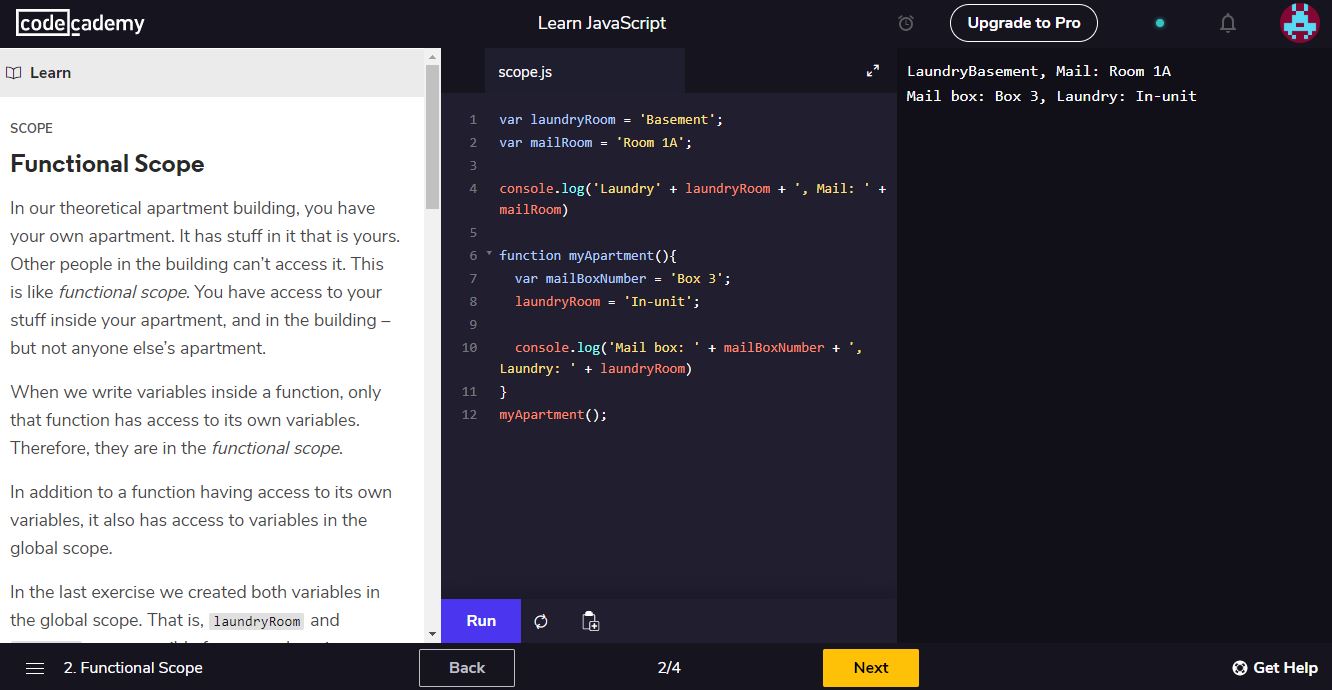 codecademy
Learn JavaScript
Upgrade to Pro
Learn
SCOPE
Functional Scope
In our theoretical apartment building, you have
your own apartment. It has stuff in it that is yours.
Other people in the building can’t access it. This
is like functional scope. You have access to your
stuff inside your apartment, and in the building –
but not anyone else’s apartment.
When we write variables inside a function, only
that function has access to its own variables.
Therefore, they are in the functional scope.
In addition to a function having access to its own
variables, it also has access to variables in the
global scope.
In the last exercise we created both variables in
the global scope. That is, laundryRoom and
scope.js
1 var laundryRoom = 'Basement';
2 var mailRoom = 'Room 1A';
3
4 console.log('Laundry' + laundryRoom + ', Mail: ' +
mailRoom)
5
6 function myApartment(){
7 var mailBoxNumber = 'Box 3';
8 laundryRoom = 'In-unit';
9
10 console.log('Mail box: ' + mailBoxNumber + ',
Laundry: ' + laundryRoom)
11 }
12 myApartment();
Run
LaundryBasement, Mail: Room 1A
Mail box: Box 3, Laundry: In-unit
2. Functional Scope
Back
2/4
Next
Get Help